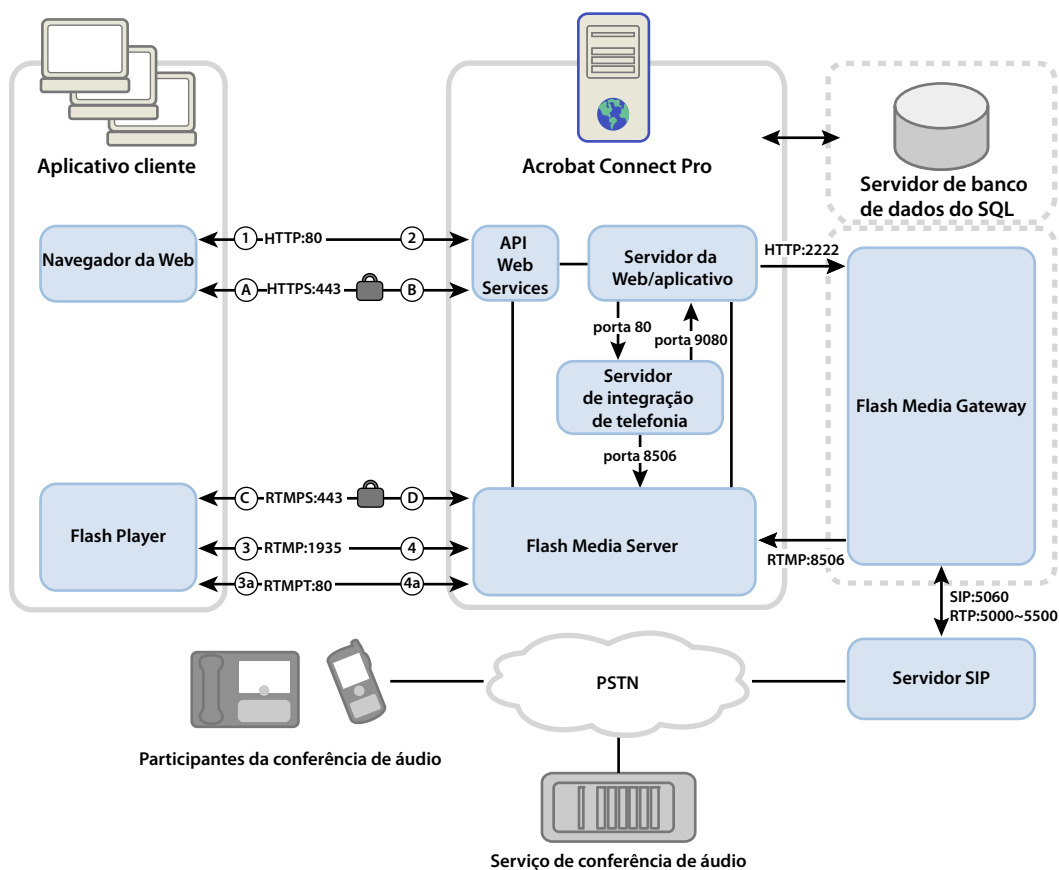 Aplicativo cliente
Acrobat Connect Pro
Servidor de banco
de dados do SQL
Navegador da Web
1 HTTP:80 2
A HTTPS:443 B
API
Web
Services
Servidor da
Web/aplicativo
HTTP:2222
porta 80
porta 9080
Servidor
de integração
de telefonia
porta 8506
Flash Media Gateway
Flash Player
C RTMPS:443 D
3 RTMP:1935 4
3a RTMPT:80 4a
Flash Media Server
RTMP:8506
SIP:5060
RTP:5000~5500
Servidor SIP
PSTN
Participantes da conferência de áudio
Serviço de conferência de áudio